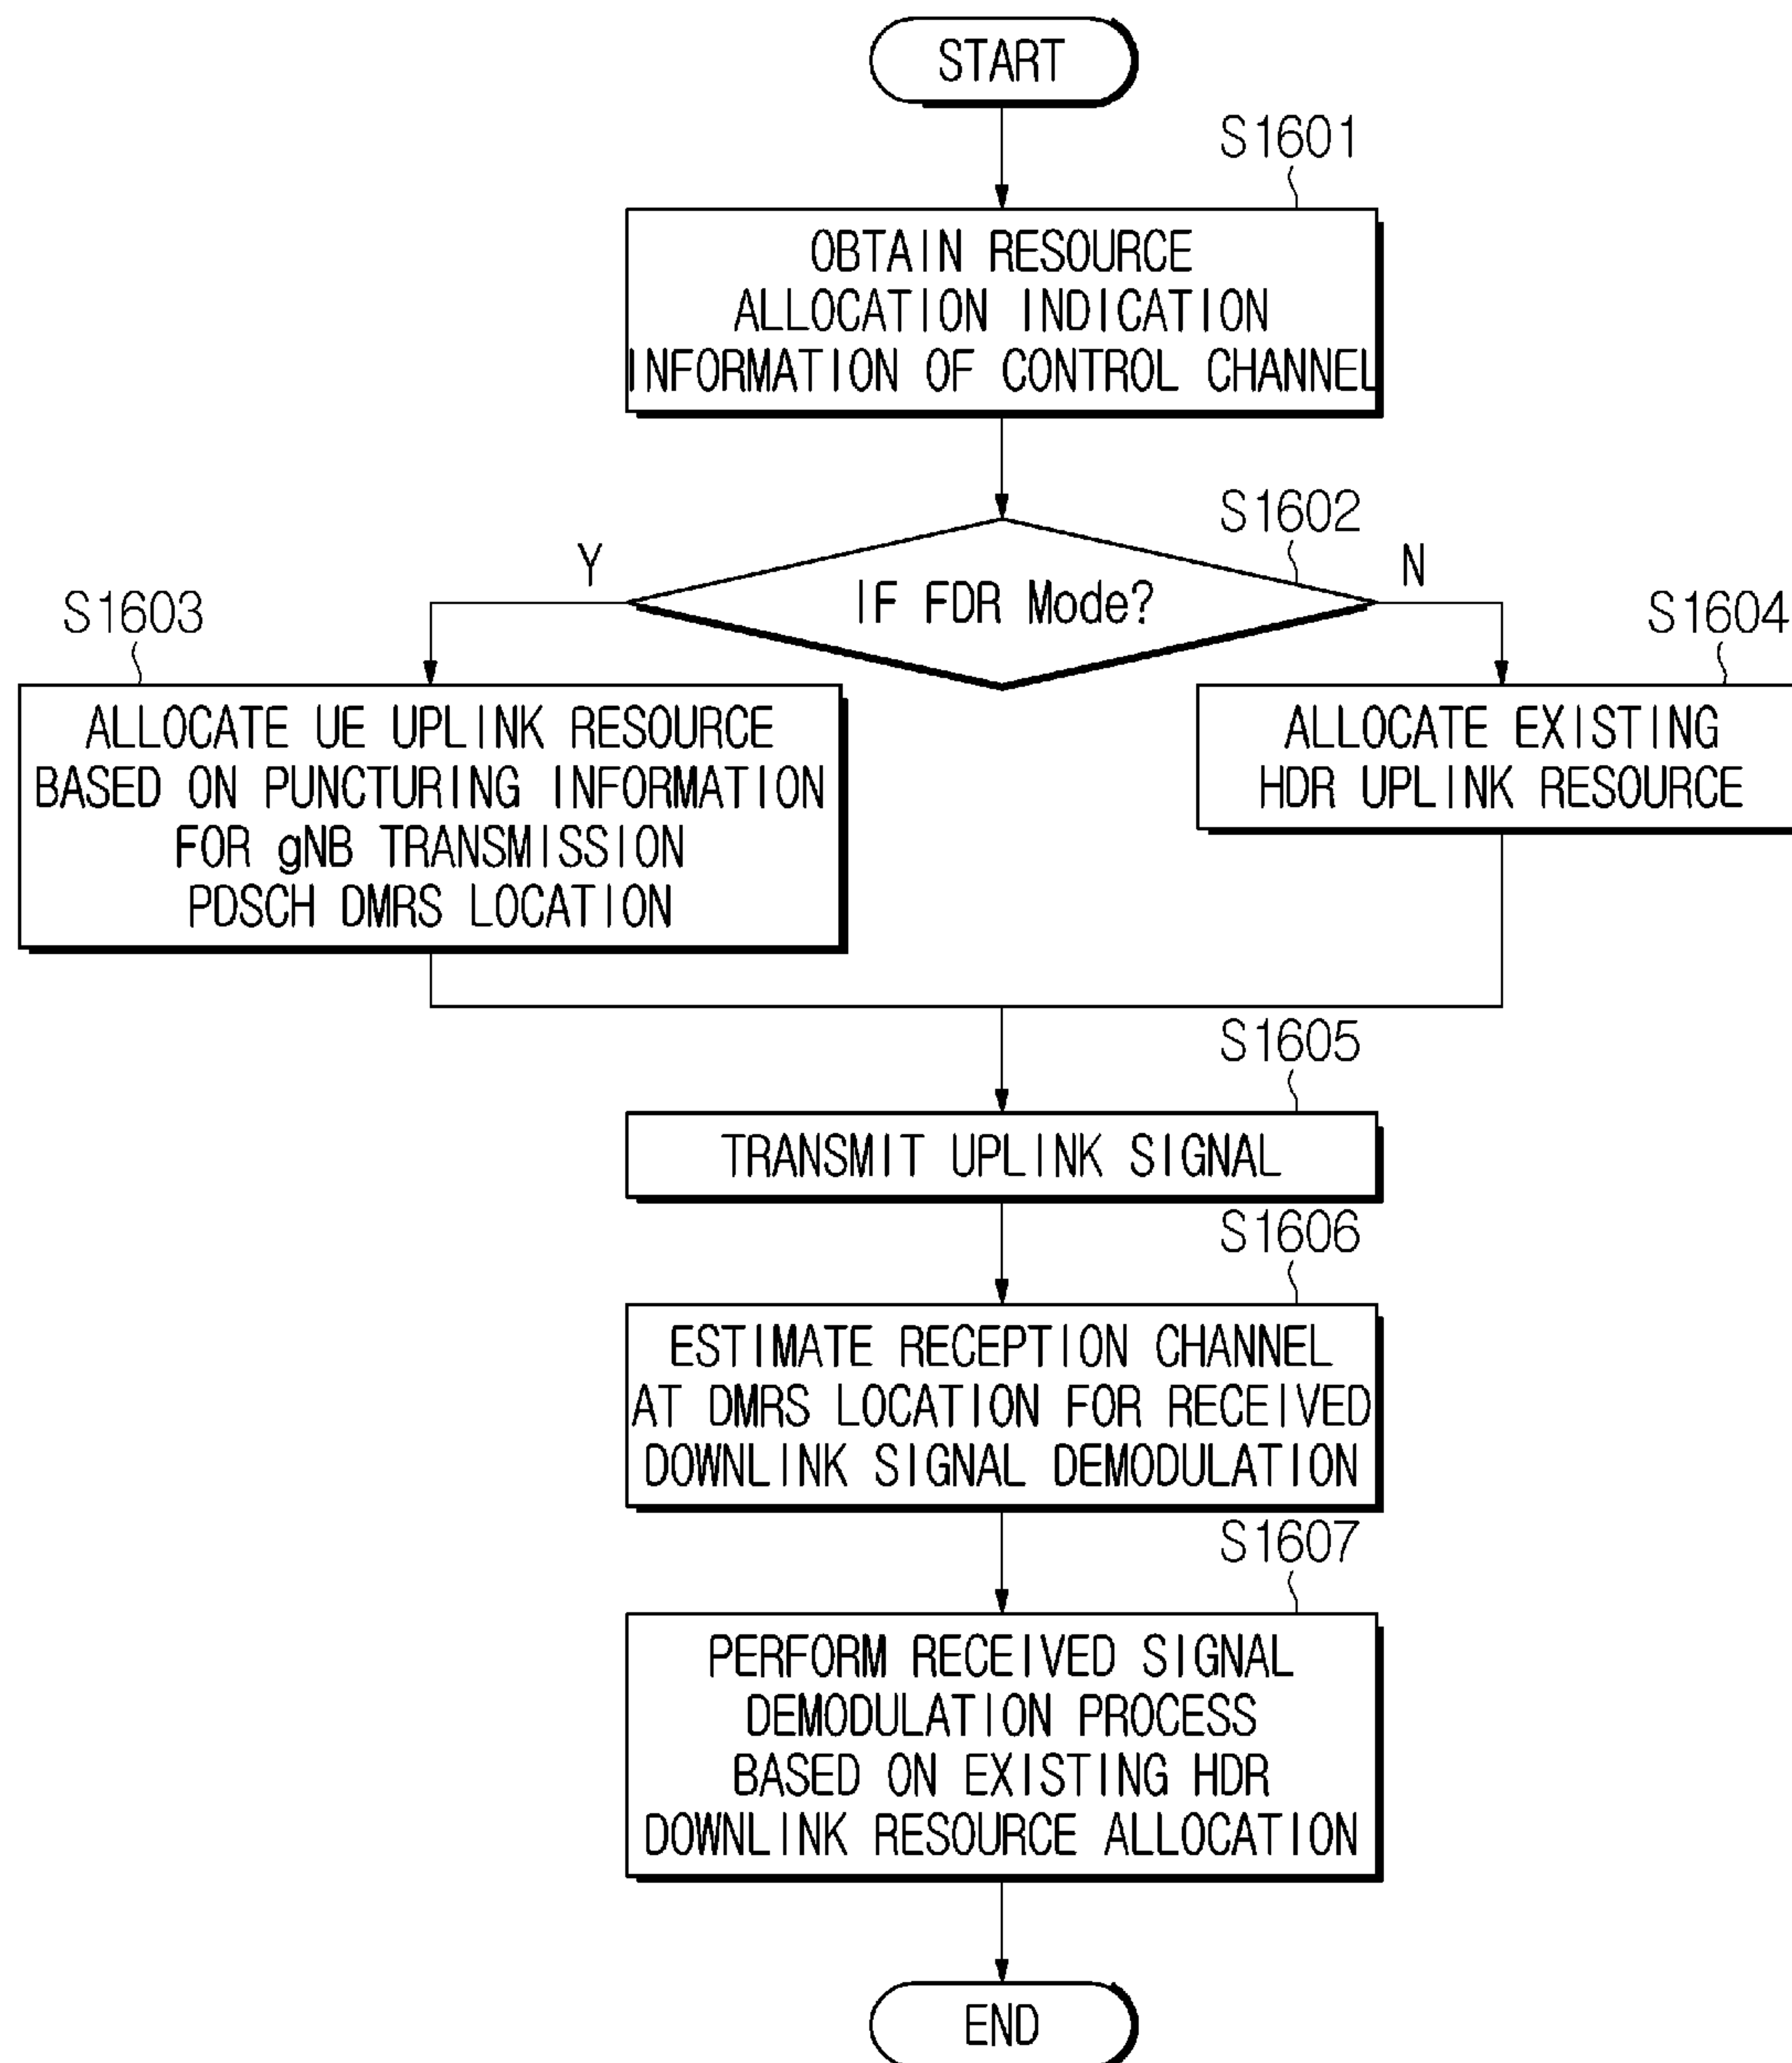 START
S1601
OBTAIN RESOURCE
ALLOCATION INDICATION
INFORMATION OF CONTROL CHANNEL
S1602
Y
IF FDR Mode?
N
S1603
S1604
ALLOCATE UE UPLINK RESOURCE
BASED ON PUNCTURING INFORMATION
FOR gNB TRANSMISSION
PDSCH DMRS LOCATION
ALLOCATE EXISTING
HDR UPLINK RESOURCE
S1605
TRANSMIT UPLINK SIGNAL
S1606
ESTIMATE RECEPTION CHANNEL
AT DMRS LOCATION FOR RECEIVED
DOWNLINK SIGNAL DEMODULATION
S1607
PERFORM RECEIVED SIGNAL
DEMODULATION PROCESS
BASED ON EXISTING HDR
DOWNLINK RESOURCE ALLOCATION
END